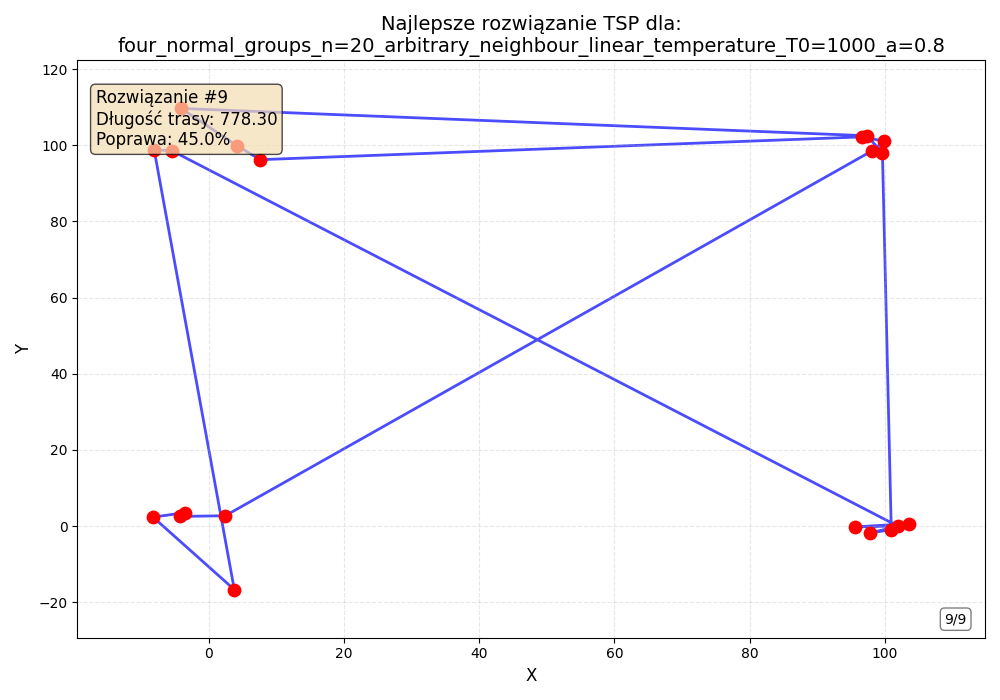 Najlepsze rozwiązanie TSP dla:
four_normal_groups_n=20_arbitrary_neighbour_linear_temperature_T0=1000_a=0.8
Rozwiązanie #9
Długość trasy: 778.30
Poprawa: 45.0%
120
100
80
60
40
20
0
−20
Y
0 20 40 60 80 100
X
9/9